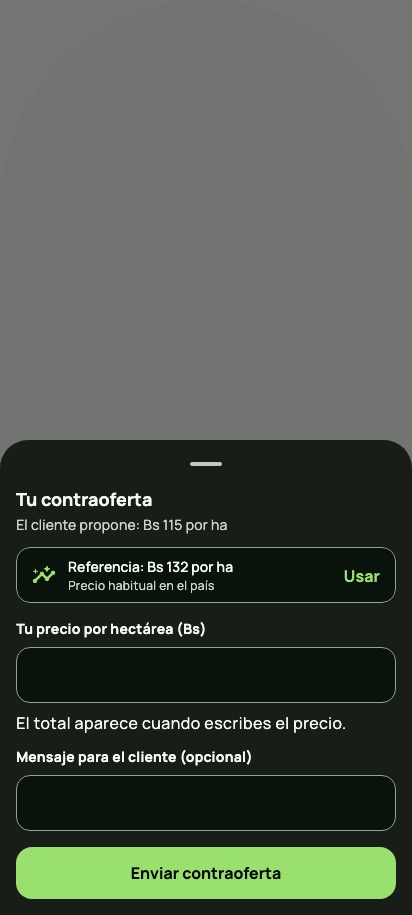 Tu contraoferta
El cliente propone: Bs 115 por ha
Referencia: Bs 132 por ha
Precio habitual en el país
Usar
Tu precio por hectárea (Bs)
El total aparece cuando escribes el precio.
Mensaje para el cliente (opcional)
Enviar contraoferta